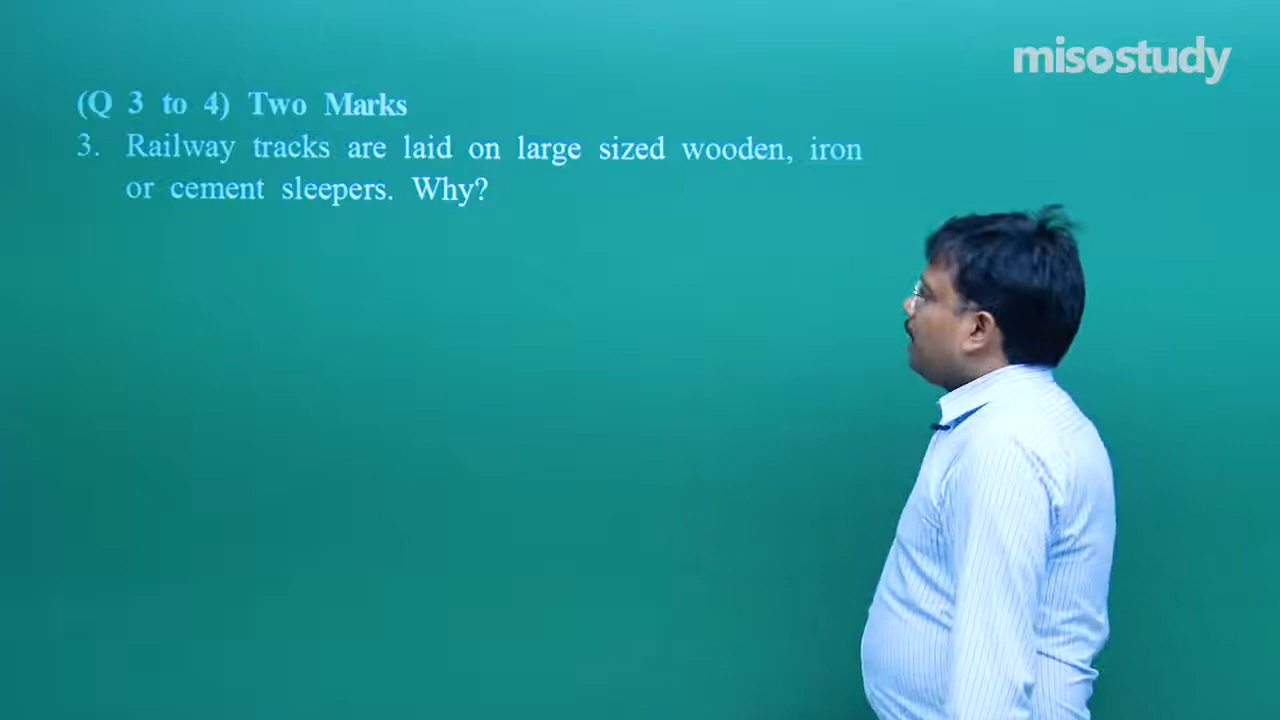 misostudy
(Q 3 to 4) Two Marks
3. Railway tracks are laid on large sized wooden, iron
or cement sleepers. Why?